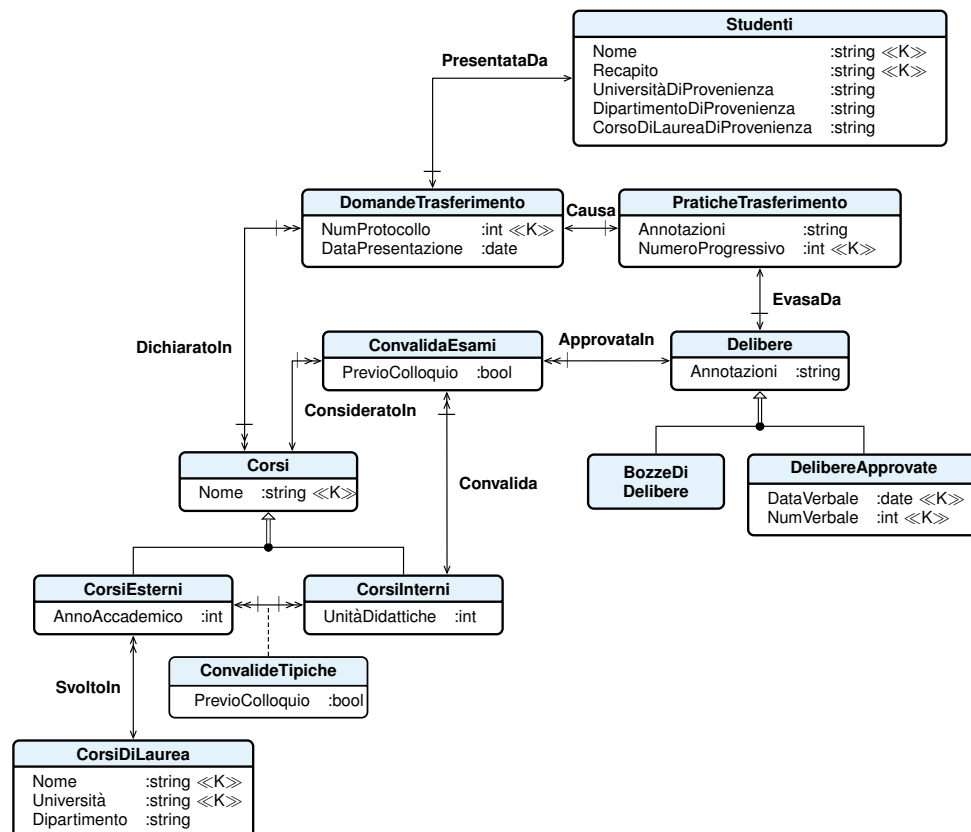 Studenti
Nome :string ≪K≫
Recapito :string ≪K≫
UniversitàDiProvenienza :string
DipartimentoDiProvenienza :string
CorsoDiLaureaDiProvenienza :string
PresentataDa
DomandeTrasferimento
NumProtocollo :int ≪K≫
DataPresentazione :date
Causa
PraticheTrasferimento
Annotazioni :string
NumeroProgressivo :int ≪K≫
EvasaDa
DichiaratoIn
ConvalidaEsami
PrevioColloquio :bool
ApprovataIn
Delibere
Annotazioni :string
ConsideratoIn
Corsi
Nome :string ≪K≫
Convalida
BozzeDi
Delibere
DelibereApprovate
DataVerbale :date ≪K≫
NumVerbale :int ≪K≫
CorsiEsterni
AnnoAccademico :int
CorsiInterni
UnitàDidattiche :int
ConvalideTipiche
PrevioColloquio :bool
SvoltoIn
CorsiDiLaurea
Nome :string ≪K≫
Università :string ≪K≫
Dipartimento :string